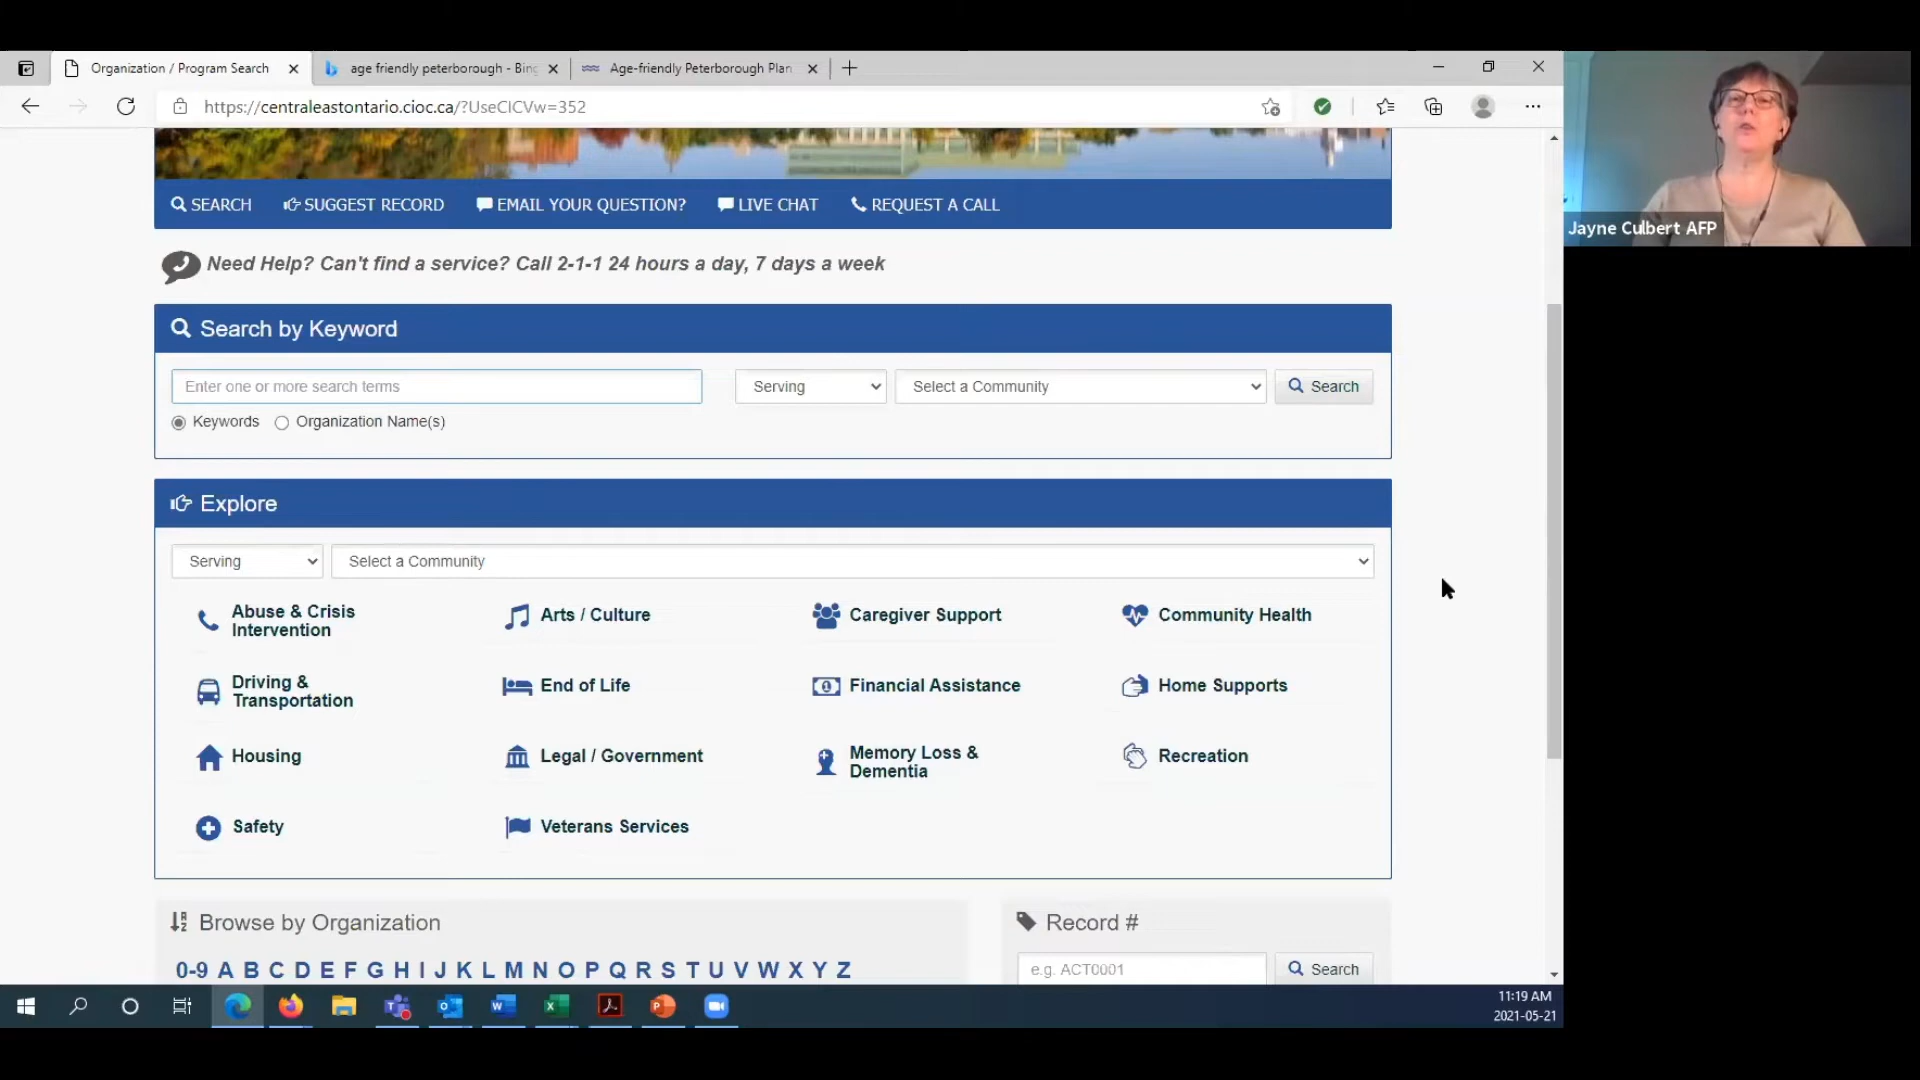 Organization / Program Search
age friendly peterborough - Bing
Age-friendly Peterborough Plan
https://centraleastontario.cioc.ca/?UseCICVw=352
Jayne Culbert AFP
SEARCH SUGGEST RECORD EMAIL YOUR QUESTION? LIVE CHAT REQUEST A CALL
Need Help? Can't find a service? Call 2-1-1 24 hours a day, 7 days a week
Search by Keyword
Enter one or more search terms Serving Select a Community Search
Keywords Organization Name(s)
Explore
Serving Select a Community
Abuse & Crisis
Intervention
Arts / Culture
Caregiver Support
Community Health
Driving &
Transportation
End of Life
Financial Assistance
Home Supports
Housing
Legal / Government
Memory Loss &
Dementia
Recreation
Safety
Veterans Services
Browse by Organization
0-9 A B C D E F G H I J K L M N O P Q R S T U V W X Y Z
Record #
e.g. ACT0001 Search
11:19 AM
2021-05-21